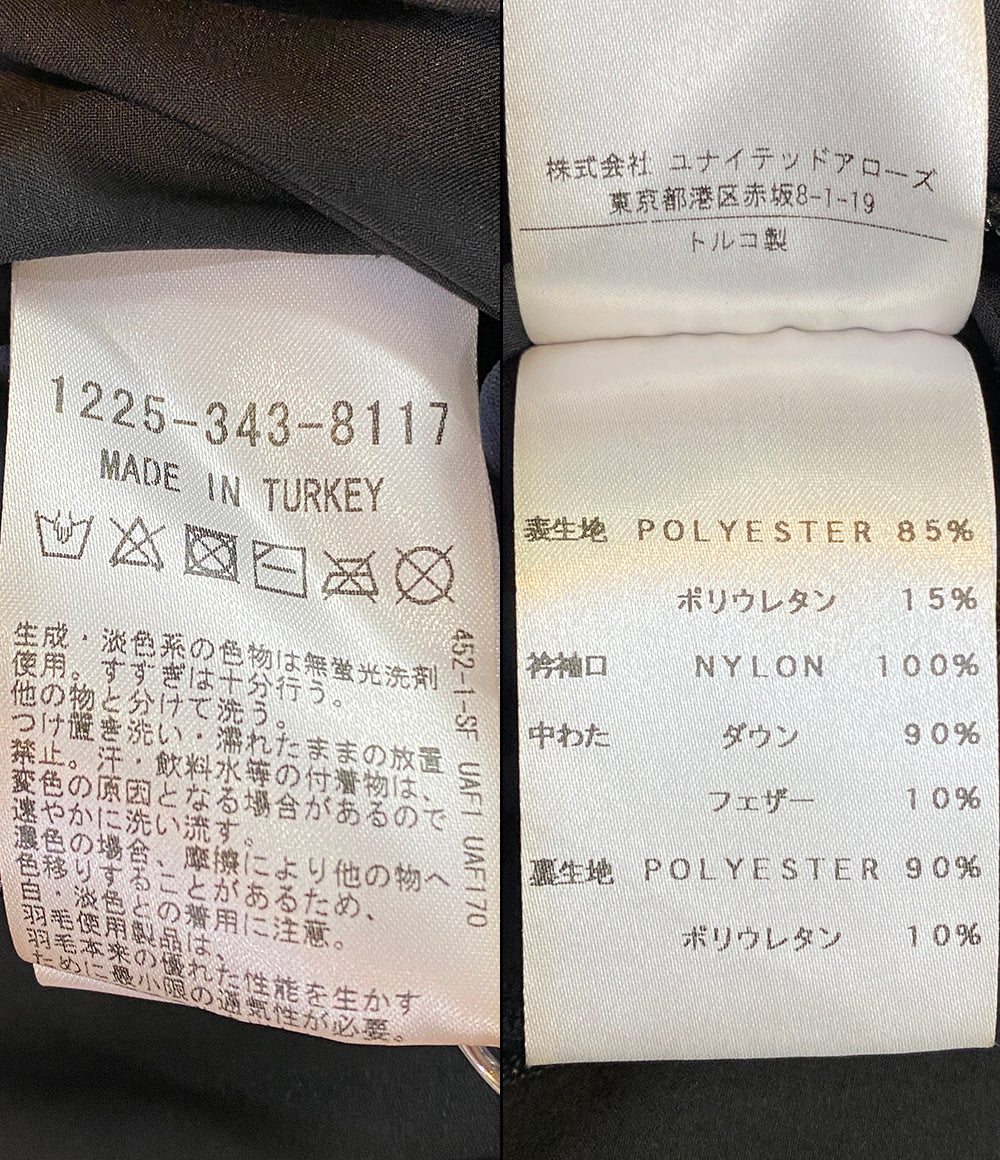 1225-343-8117
MADE IN TURKEY
生成・淡色系の色物は無蛍光洗剤
使用。すすぎは十分行う。
他の物と分けて洗う。
つけ置き洗い・濡れたままの放置
禁止。汗・飲料水等の付着物は、
変色の原因となる場合があるので
速やかに洗い流す。
濃色の場合、摩擦により他の物へ
色移りすることがあるため、
白・淡色との着用に注意。
羽毛使用製品は、
羽毛本来の優れた性能を生かす
ために最小限の通気性が必要。
452-1-SF UAF1 UAF170
株式会社 ユナイテッドアローズ
東京都港区赤坂8-1-19
トルコ製
表生地 POLYESTER 85%
ポリウレタン 15%
衿袖口 NYLON 100%
中わた ダウン 90%
フェザー 10%
裏生地 POLYESTER 90%
ポリウレタン 10%